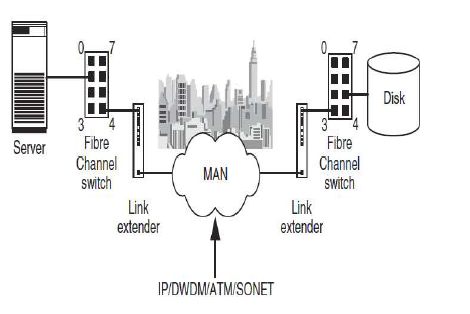 0 7
0 7
Disk
3 4
3 4
Server
Fibre
Channel
switch
MAN
Fibre
Channel
switch
Link
extender
Link
extender
IP/DWDM/ATM/SONET